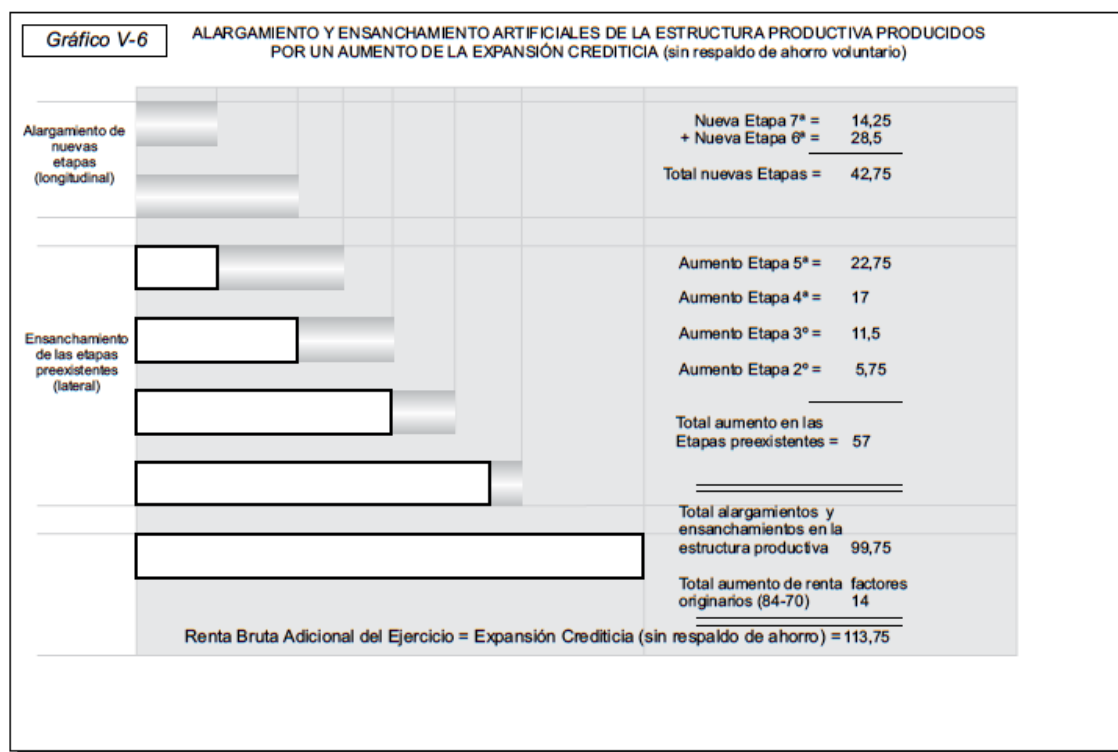 Gráfico V-6
ALARGAMIENTO Y ENSANCHAMIENTO ARTIFICIALES DE LA ESTRUCTURA PRODUCTIVA PRODUCIDOS
POR UN AUMENTO DE LA EXPANSIÓN CREDITICIA (sin respaldo de ahorro voluntario)
Alargamiento de
nuevas
etapas
(longitudinal)
Nueva Etapa 7ª = 14,25
+ Nueva Etapa 6ª = 28,5
Total nuevas Etapas = 42,75
Ensanchamiento
de las etapas
preexistentes
(lateral)
Aumento Etapa 5ª = 22,75
Aumento Etapa 4ª = 17
Aumento Etapa 3º = 11,5
Aumento Etapa 2º = 5,75
Total aumento en las
Etapas preexistentes = 57
Total alargamientos y
ensanchamientos en la
estructura productiva 99,75
Total aumento de renta factores
originarios (84-70) 14
Renta Bruta Adicional del Ejercicio = Expansión Crediticia (sin respaldo de ahorro) = 113,75